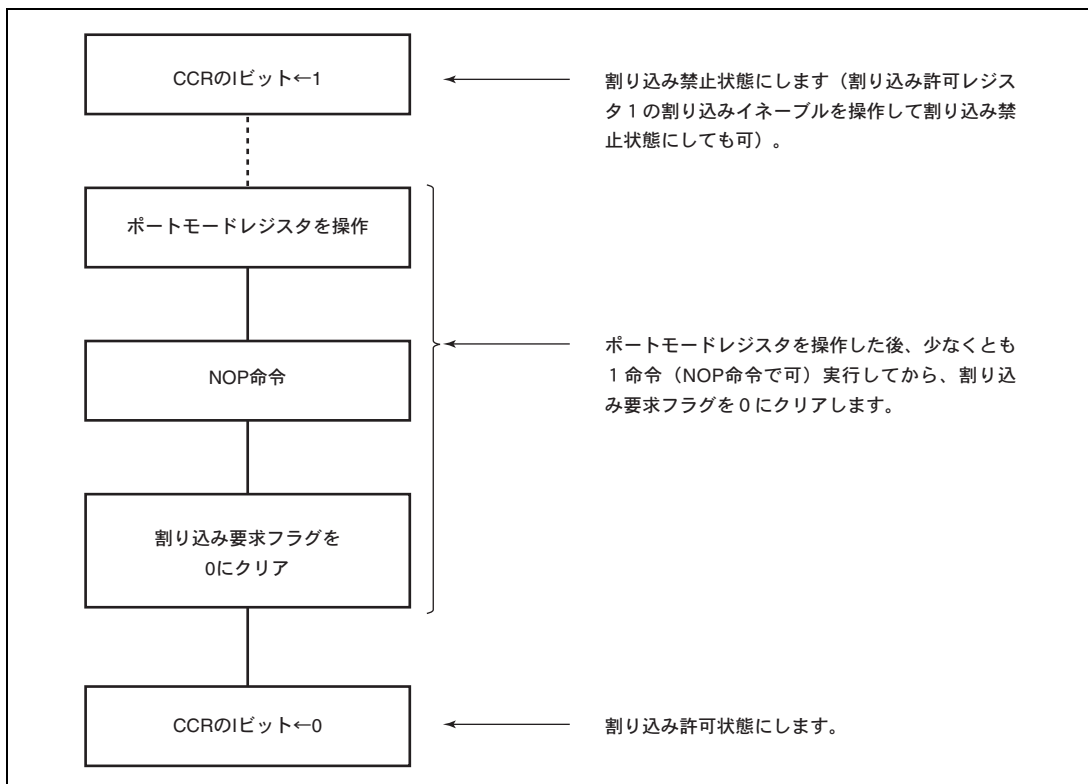 CCRのIビット←1
割り込み禁止状態にします（割り込み許可レジス
タ１の割り込みイネーブルを操作して割り込み禁
止状態にしても可）。
ポートモードレジスタを操作
NOP命令
ポートモードレジスタを操作した後、少なくとも
１命令（NOP命令で可）実行してから、割り込
み要求フラグを０にクリアします。
割り込み要求フラグを
0にクリア
CCRのIビット←0
割り込み許可状態にします。